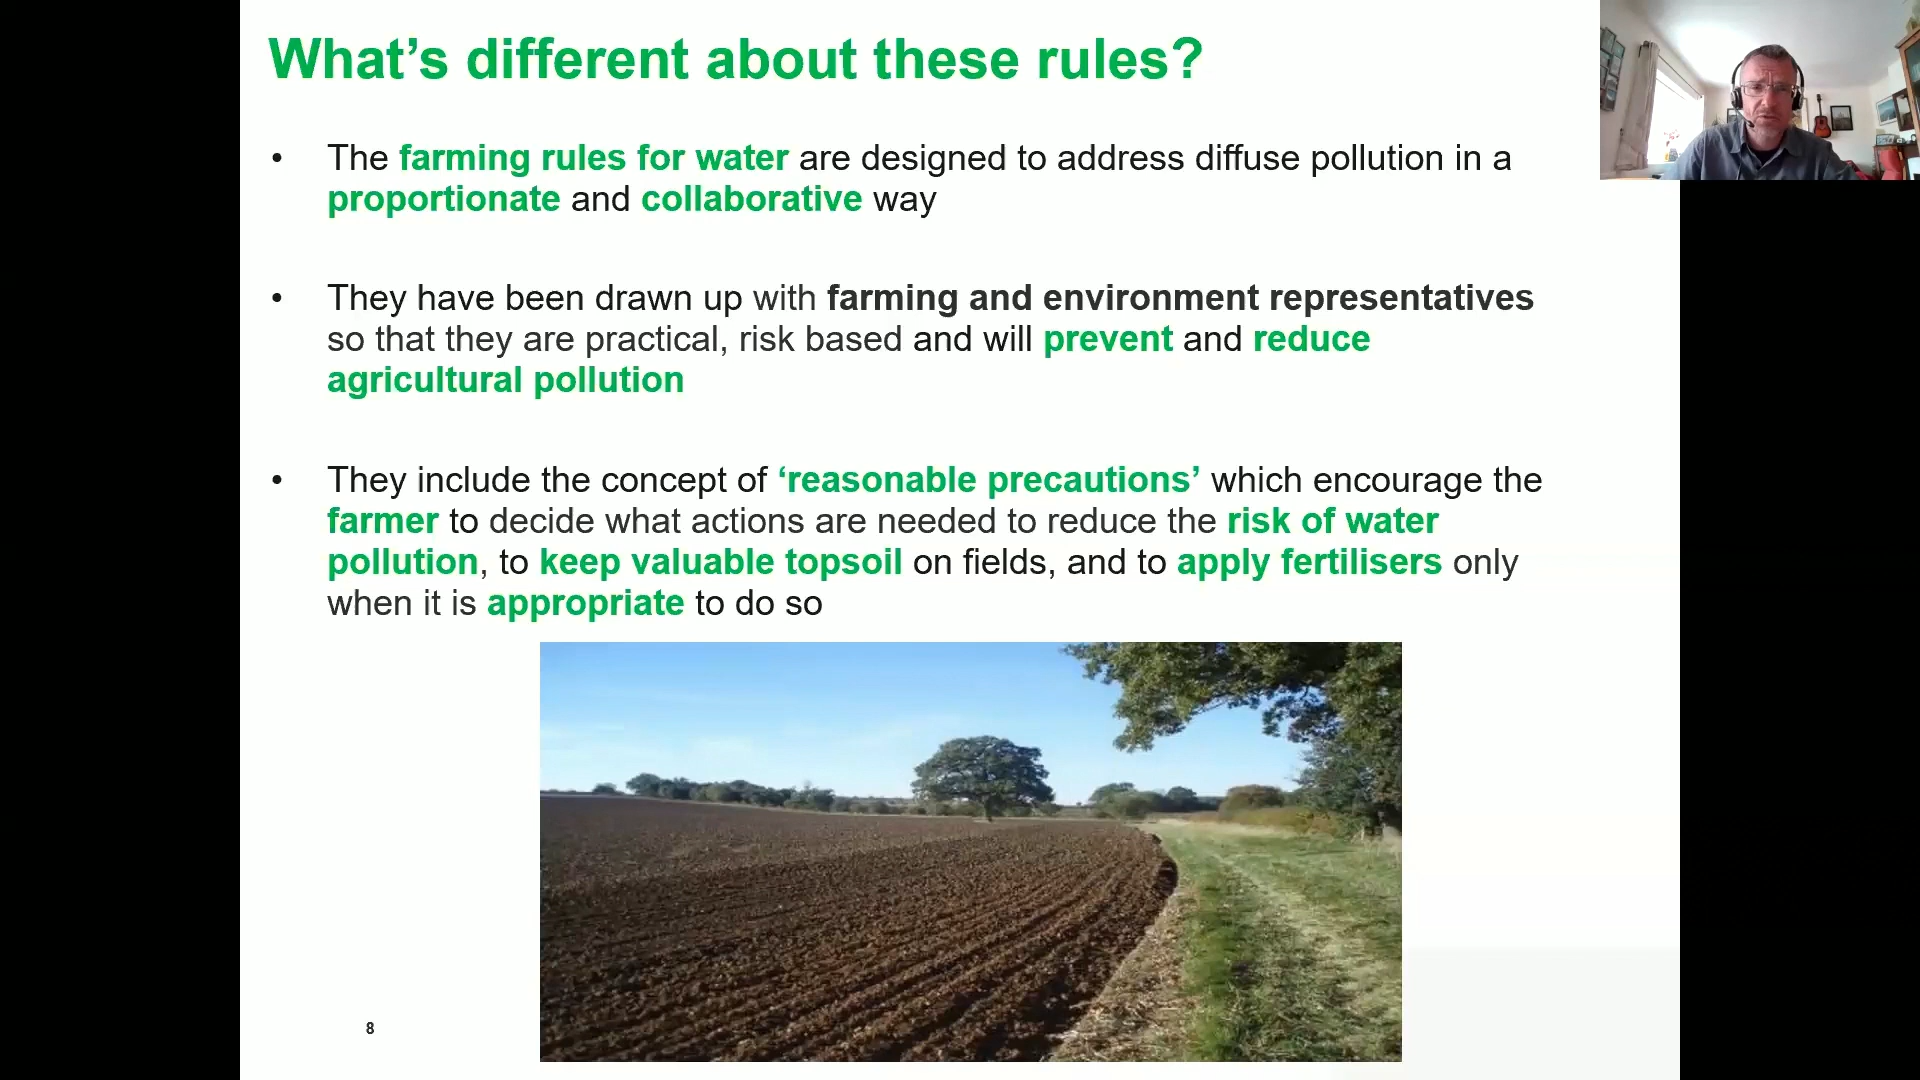 What’s different about these rules?
• The farming rules for water are designed to address diffuse pollution in a
proportionate and collaborative way
• They have been drawn up with farming and environment representatives
so that they are practical, risk based and will prevent and reduce
agricultural pollution
• They include the concept of ‘reasonable precautions’ which encourage the
farmer to decide what actions are needed to reduce the risk of water
pollution, to keep valuable topsoil on fields, and to apply fertilisers only
when it is appropriate to do so
8